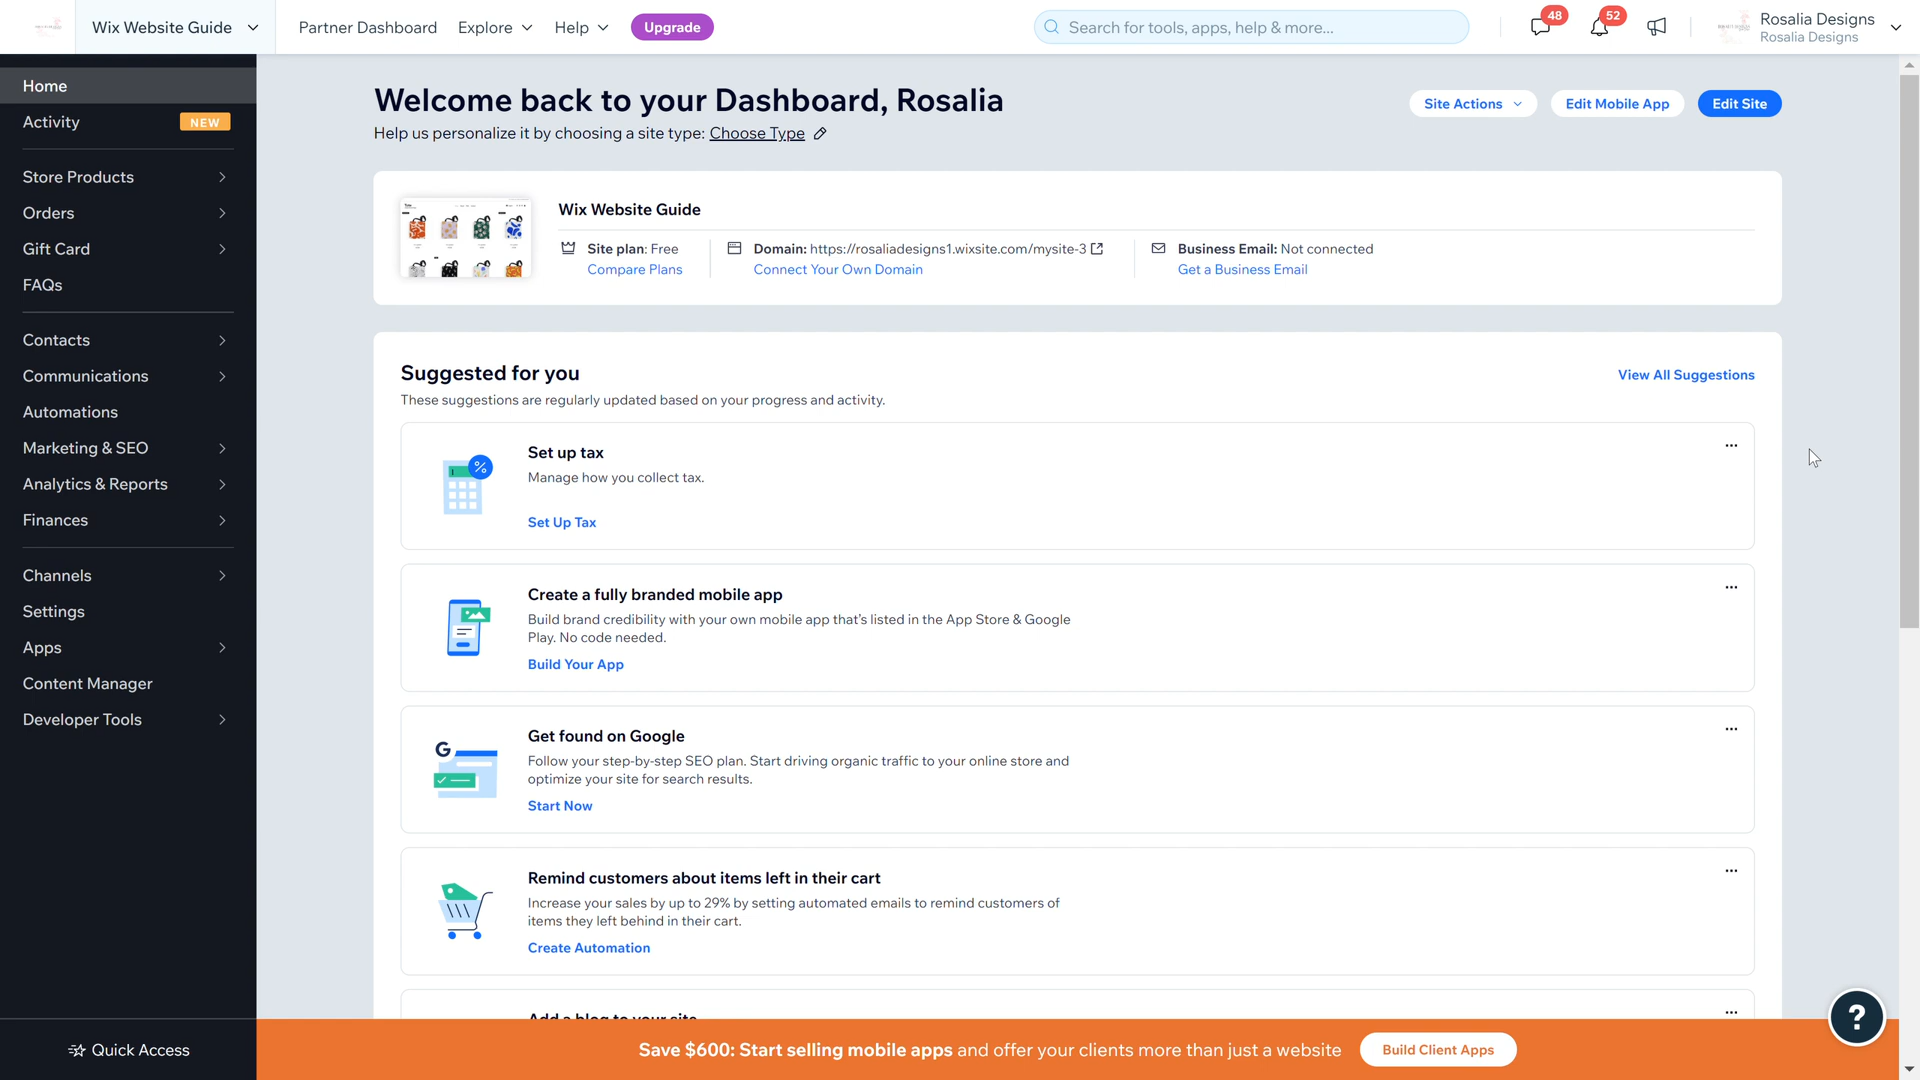 Wix Website Guide
Partner Dashboard
Explore
Help
Upgrade
Search for tools, apps, help & more...
48
52
Rosalia Designs
Rosalia Designs
Home
Activity
NEW
Store Products
Orders
Gift Card
FAQs
Contacts
Communications
Automations
Marketing & SEO
Analytics & Reports
Finances
Channels
Settings
Apps
Content Manager
Developer Tools
Quick Access
Welcome back to your Dashboard, Rosalia
Help us personalize it by choosing a site type: Choose Type
Site Actions
Edit Mobile App
Edit Site
Wix Website Guide
Site plan: Free
Compare Plans
Domain: https://rosaliadesigns1.wixsite.com/mysite-3
Connect Your Own Domain
Business Email: Not connected
Get a Business Email
Suggested for you
View All Suggestions
These suggestions are regularly updated based on your progress and activity.
%
Set up tax
Manage how you collect tax.
Set Up Tax
Create a fully branded mobile app
Build brand credibility with your own mobile app that's listed in the App Store & Google
Play. No code needed.
Build Your App
G
Get found on Google
Follow your step-by-step SEO plan. Start driving organic traffic to your online store and
optimize your site for search results.
Start Now
Remind customers about items left in their cart
Increase your sales by up to 29% by setting automated emails to remind customers of
items they left behind in their cart.
Create Automation
Add a blog to your site
Save $600: Start selling mobile apps and offer your clients more than just a website
Build Client Apps
?